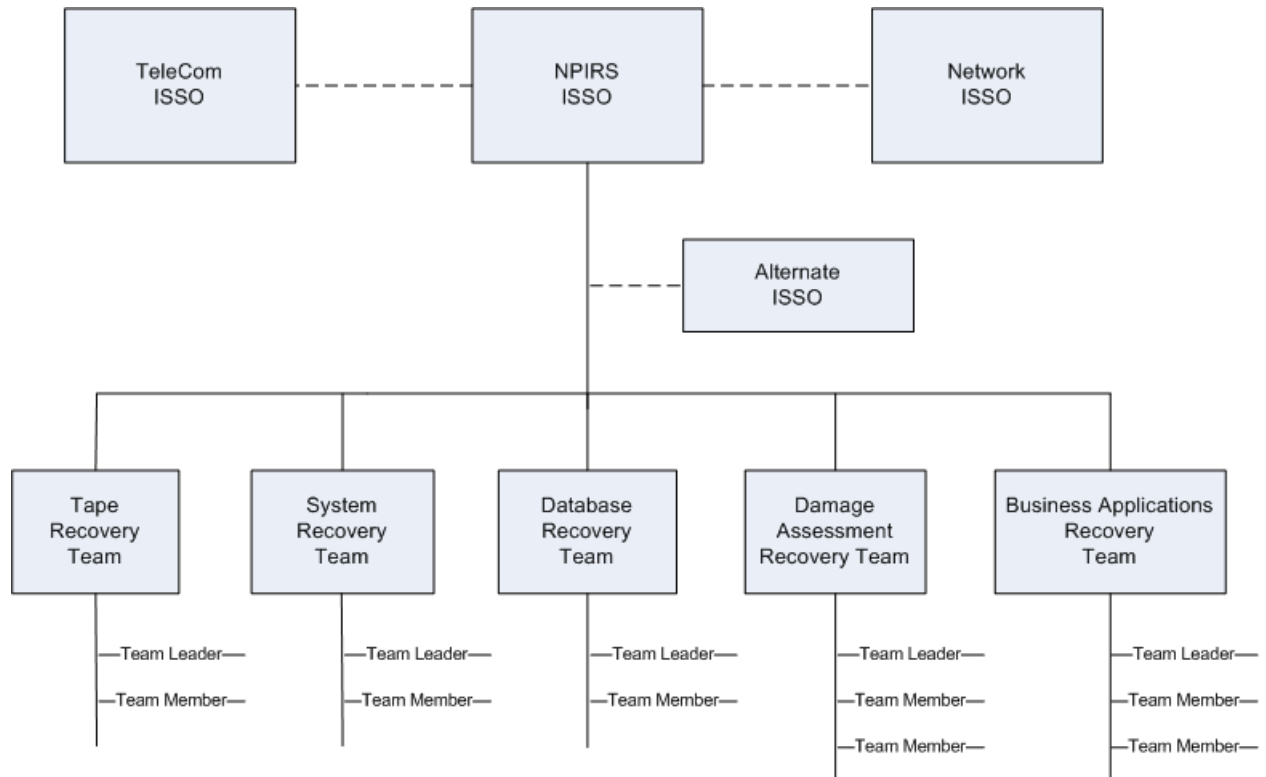 TeleCom
ISSO
NPIRS
ISSO
Network
ISSO
Alternate
ISSO
Tape
Recovery
Team
System
Recovery
Team
Database
Recovery
Team
Damage
Assessment
Recovery Team
Business Applications
Recovery
Team
Team Leader
Team Member
Team Leader
Team Member
Team Leader
Team Member
Team Leader
Team Member
Team Member
Team Leader
Team Member
Team Member